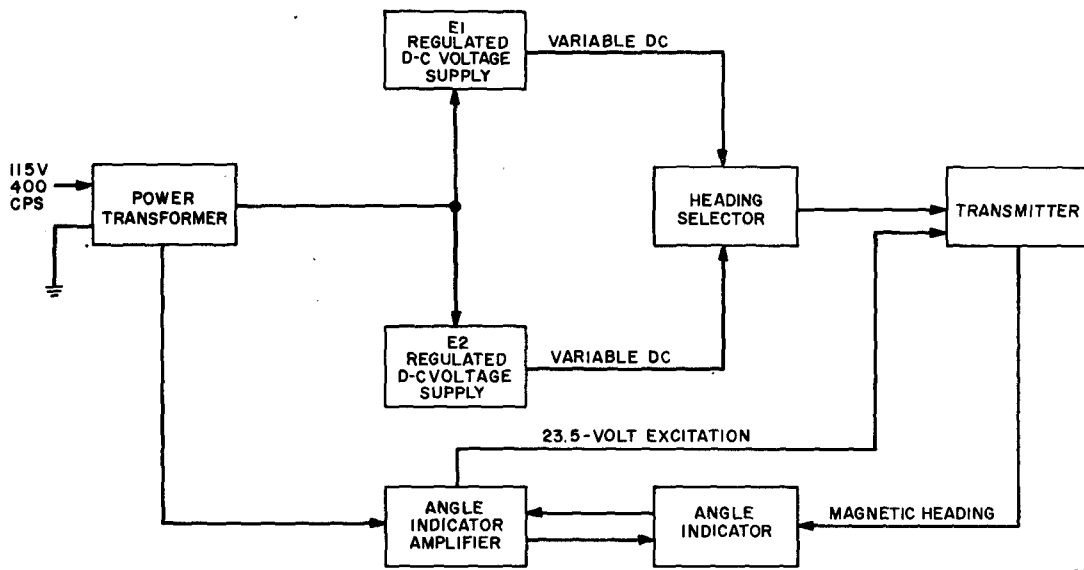 E1
REGULATED
D-C VOLTAGE
SUPPLY
VARIABLE DC
115V
400
CPS
POWER
TRANSFORMER
HEADING
SELECTOR
TRANSMITTER
E2
REGULATED
D-C VOLTAGE
SUPPLY
VARIABLE DC
23.5-VOLT EXCITATION
ANGLE
INDICATOR
AMPLIFIER
ANGLE
INDICATOR
MAGNETIC HEADING